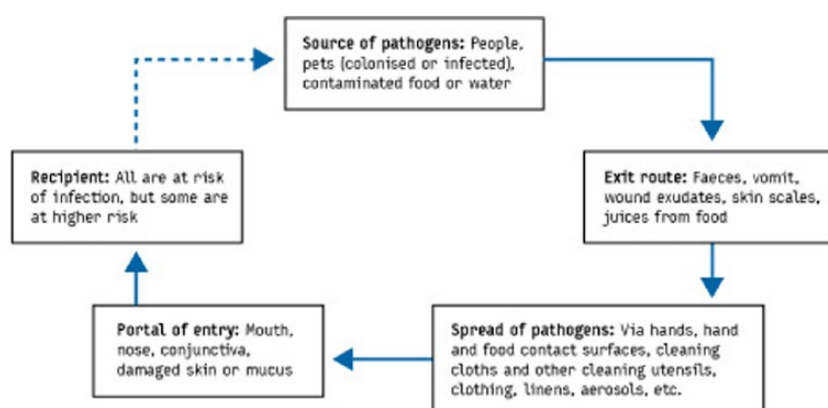 Source of pathogens: People,
pets (colonised or infected),
contaminated food or water
Exit route: Faeces, vomit,
wound exudates, skin scales,
juices from food
Spread of pathogens: Via hands, hand
and food contact surfaces, cleaning
cloths and other cleaning utensils,
clothing, linens, aerosols, etc.
Portal of entry: Mouth,
nose, conjunctiva,
damaged skin or mucus
Recipient: All are at risk
of infection, but some are
at higher risk